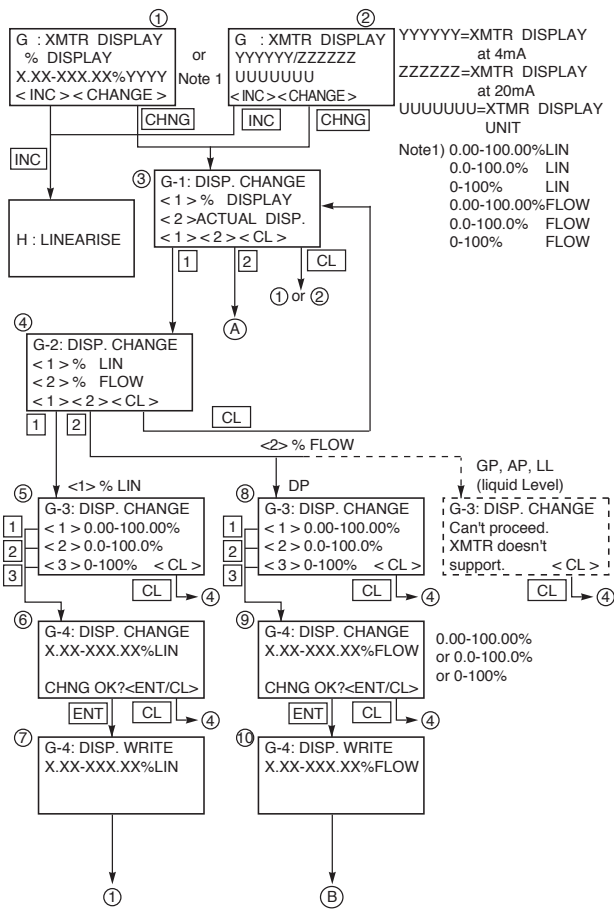 ①
G : XMTR DISPLAY
% DISPLAY
X.XX-XXX.XX%YYYY
< INC > < CHANGE >
or
Note 1
②
G : XMTR DISPLAY
YYYYYY/ZZZZZZ
UUUUUUU
< INC > < CHANGE >
YYYYYY=XMTR DISPLAY
at 4mA
ZZZZZZ=XMTR DISPLAY
at 20mA
UUUUUUU=XTMR DISPLAY
UNIT
Note1) 0.00-100.00%LIN
0.0-100.0% LIN
0-100% LIN
0.00-100.00%FLOW
0.0-100.0% FLOW
0-100% FLOW
CHNG
INC
CHNG
INC
H : LINEARISE
③
G-1: DISP. CHANGE
< 1 > % DISPLAY
< 2 >ACTUAL DISP.
< 1 > < 2 > < CL >
1
2
CL
① or ②
A
④
G-2: DISP. CHANGE
< 1 > % LIN
< 2 > % FLOW
< 1 > < 2 > < CL >
CL
1
2
<2> % FLOW
<1> % LIN
DP
GP, AP, LL
(liquid Level)
⑤
G-3: DISP. CHANGE
< 1 > 0.00-100.00%
< 2 > 0.0-100.0%
< 3 > 0-100% < CL >
1
2
3
CL
④
⑧
G-3: DISP. CHANGE
< 1 > 0.00-100.00%
< 2 > 0.0-100.0%
< 3 > 0-100% < CL >
1
2
3
CL
④
G-3: DISP. CHANGE
Can't proceed.
XMTR doesn't
support. < CL >
CL
④
⑥
G-4: DISP. CHANGE
X.XX-XXX.XX%LIN
CHNG OK?<ENT/CL>
ENT
CL
④
⑨
G-4: DISP. CHANGE
X.XX-XXX.XX%FLOW
CHNG OK?<ENT/CL>
ENT
CL
④
0.00-100.00%
or 0.0-100.0%
or 0-100%
⑦
G-4: DISP. WRITE
X.XX-XXX.XX%LIN
①
⑩
G-4: DISP. WRITE
X.XX-XXX.XX%FLOW
B